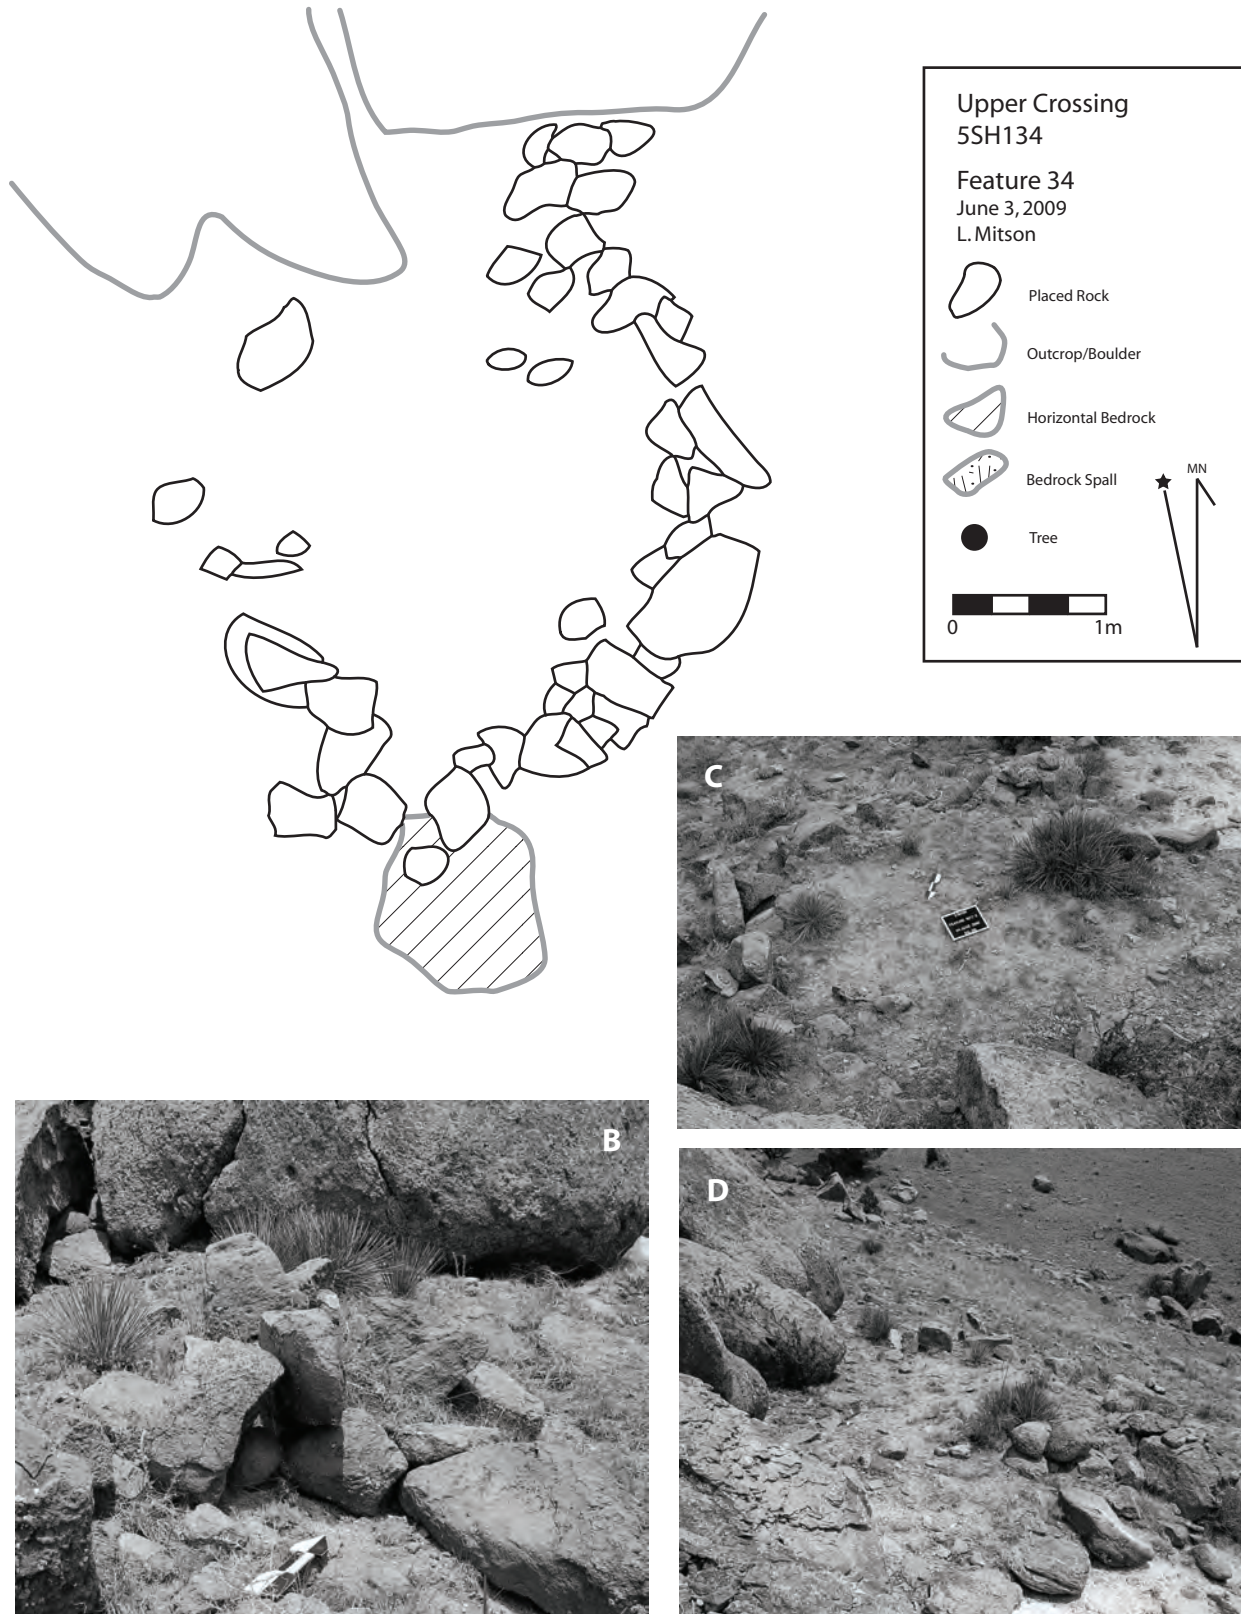 Upper Crossing
5SH134
Feature 34
June 3, 2009
L. Mitson
Placed Rock
Outcrop/Boulder
Horizontal Bedrock
Bedrock Spall
MN
Tree
0 1m
C
B
D